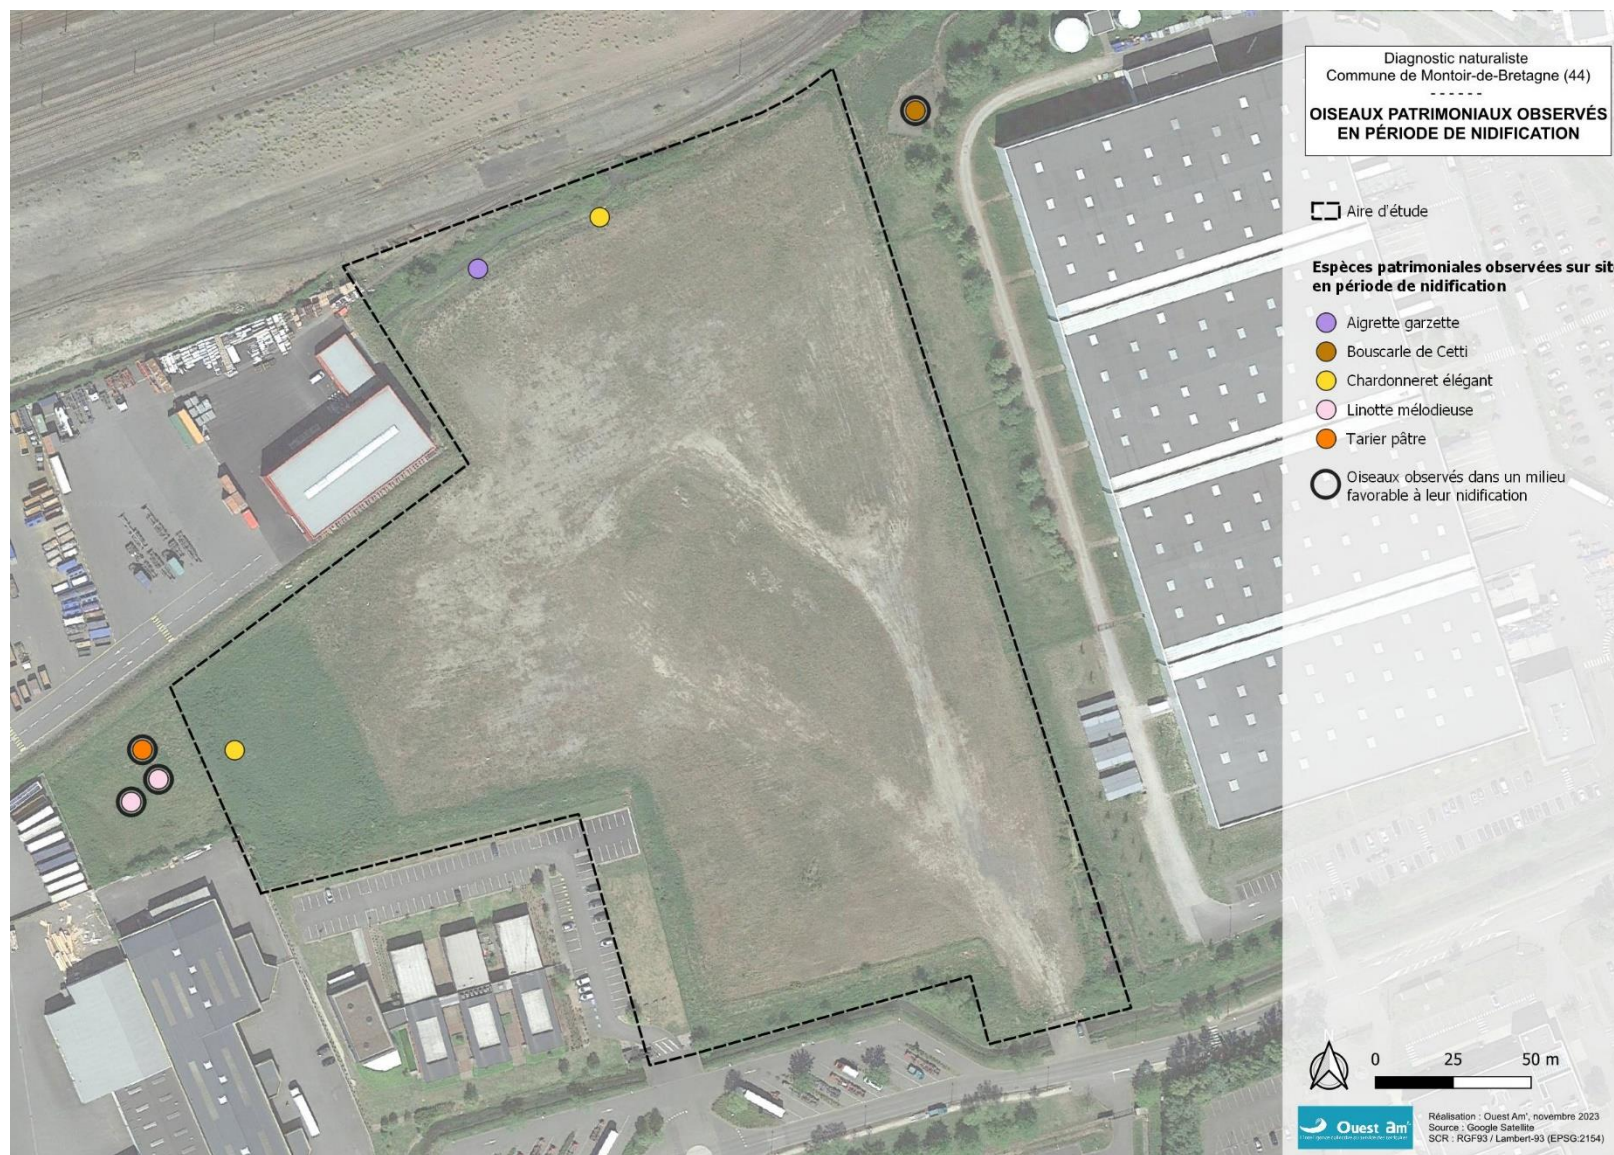 Diagnostic naturaliste
Commune de Montoir-de-Bretagne (44)
------
OISEAUX PATRIMONIAUX OBSERVÉS
EN PÉRIODE DE NIDIFICATION
Aire d'étude
Espèces patrimoniales observées sur sit
en période de nidification
Aigrette garzette
Bouscarle de Cetti
Chardonneret élégant
Linotte mélodieuse
Tarier pâtre
Oiseaux observés dans un milieu
favorable à leur nidification
0 25 50 m
Ouest am'
Réalisation : Ouest Am', novembre 2023
Source : Google Satellite
SCR : RGF93 / Lambert-93 (EPSG:2154)